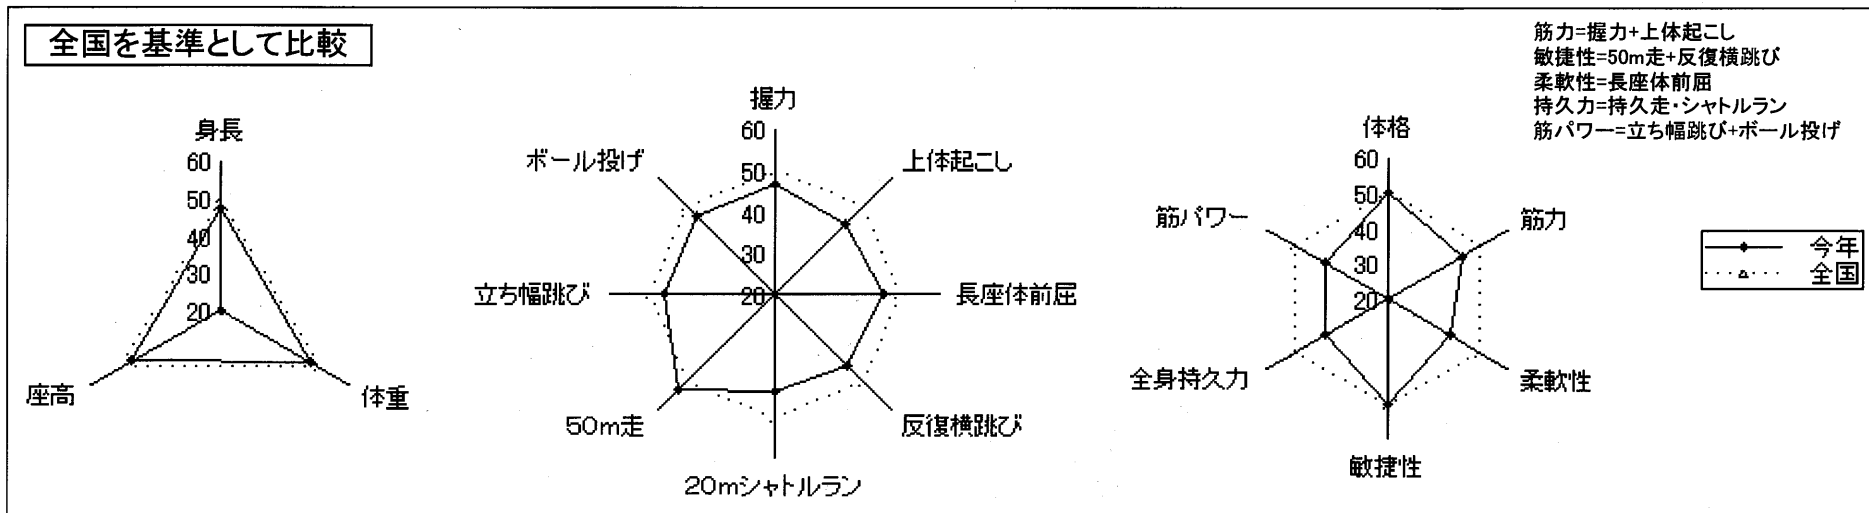 全国を基準として比較
筋力=握力+上体起こし
敏捷性=50m走+反復横跳び
柔軟性=長座体前屈
持久力=持久走・シャトルラン
筋パワー=立ち幅跳び+ボール投げ
身長
60
50
40
30
20
座高
体重
握力
60
50
40
30
20
ボール投げ
上体起こし
立ち幅跳び
長座体前屈
50m走
反復横跳び
20mシャトルラン
体格
60
50
40
30
20
筋パワー
筋力
全身持久力
柔軟性
敏捷性
今年
全国